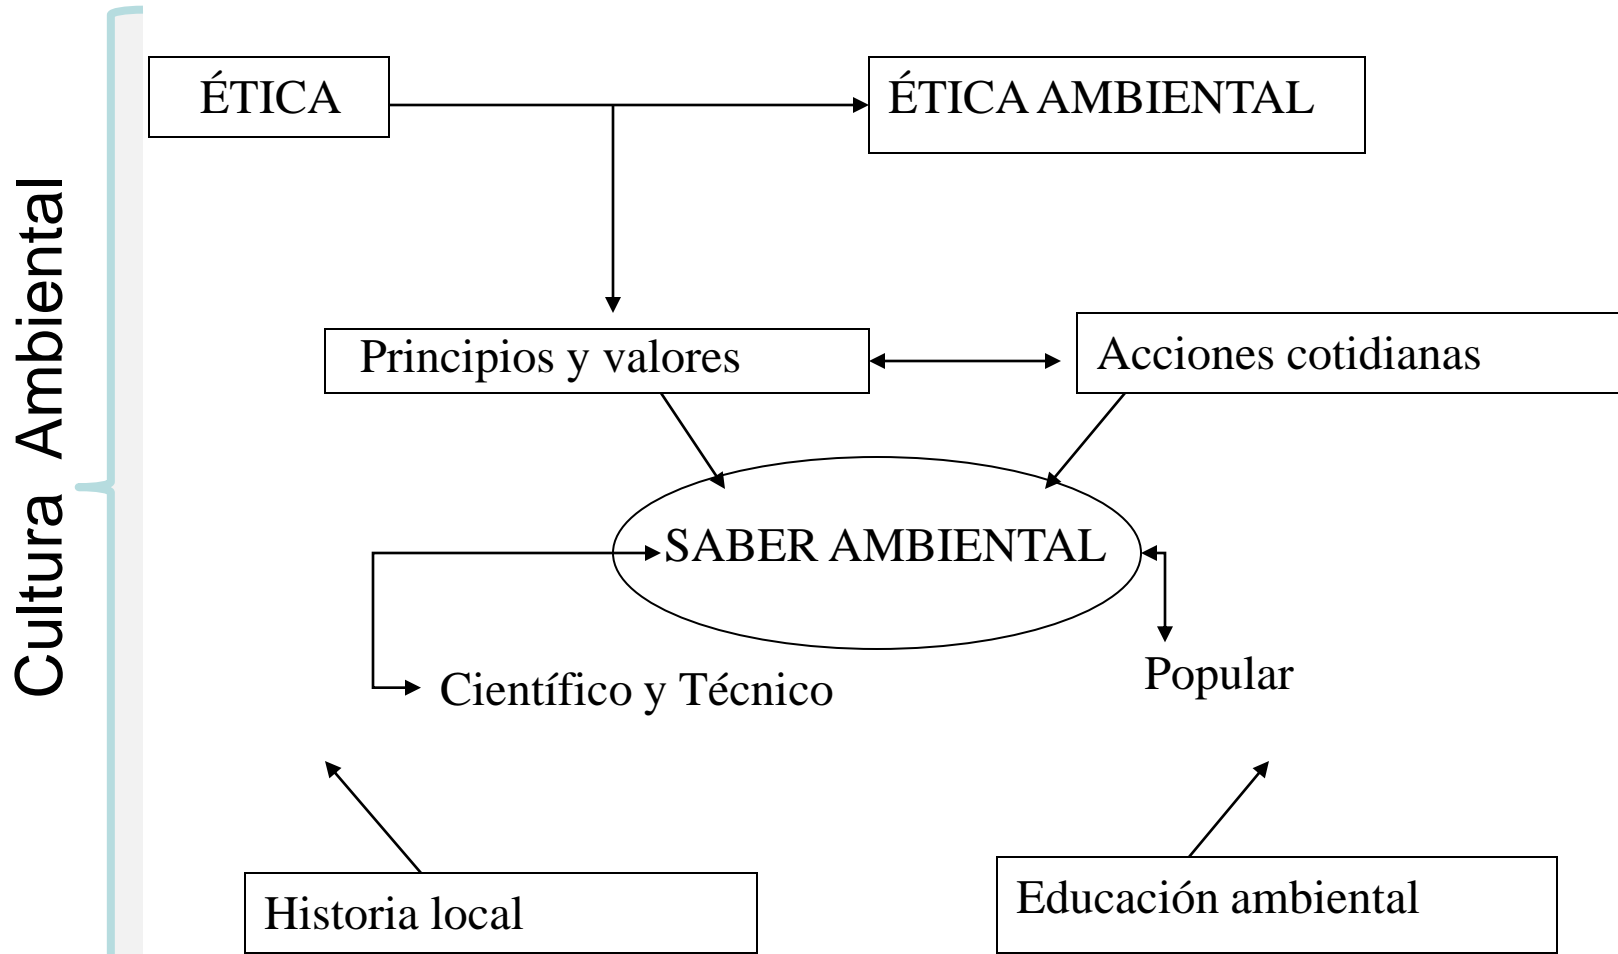 Cultura Ambiental
ÉTICA
ÉTICA AMBIENTAL
Principios y valores
Acciones cotidianas
SABER AMBIENTAL
Científico y Técnico
Popular
Historia local
Educación ambiental